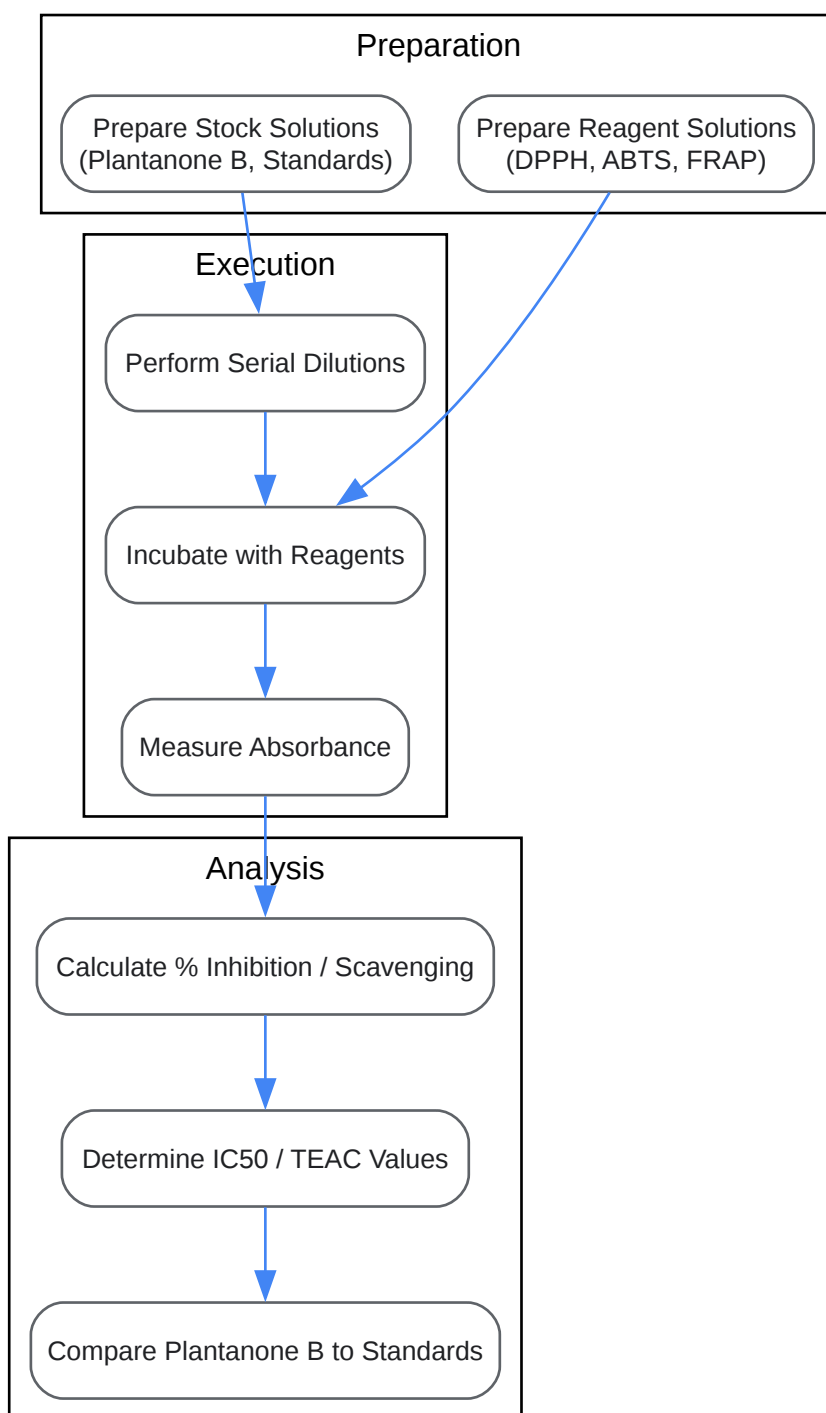 Preparation
Prepare Stock Solutions
(Plantanone B, Standards)
Prepare Reagent Solutions
(DPPH, ABTS, FRAP)
Execution
Perform Serial Dilutions
Incubate with Reagents
Measure Absorbance
Analysis
Calculate % Inhibition / Scavenging
Determine IC50 / TEAC Values
Compare Plantanone B to Standards